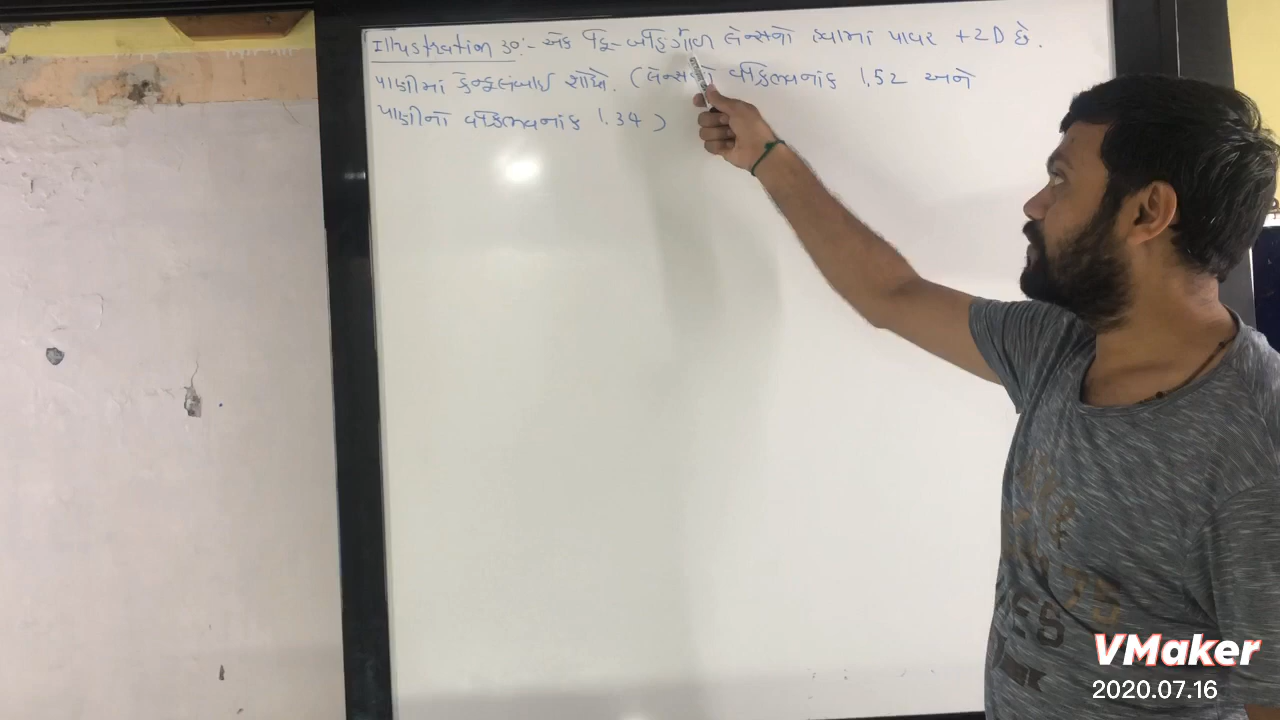 Illustration 30:- એક દ્વિ-બહિર્ગોળ લેન્સનો હવામાં પાવર +2D છે.
પાણીમાં કેન્દ્રલંબાઇ શોધો. (લેન્સનો વક્રિભવનાંક 1.52 અને
પાણીનો વક્રિભવનાંક 1.34)
VMaker
2020.07.16